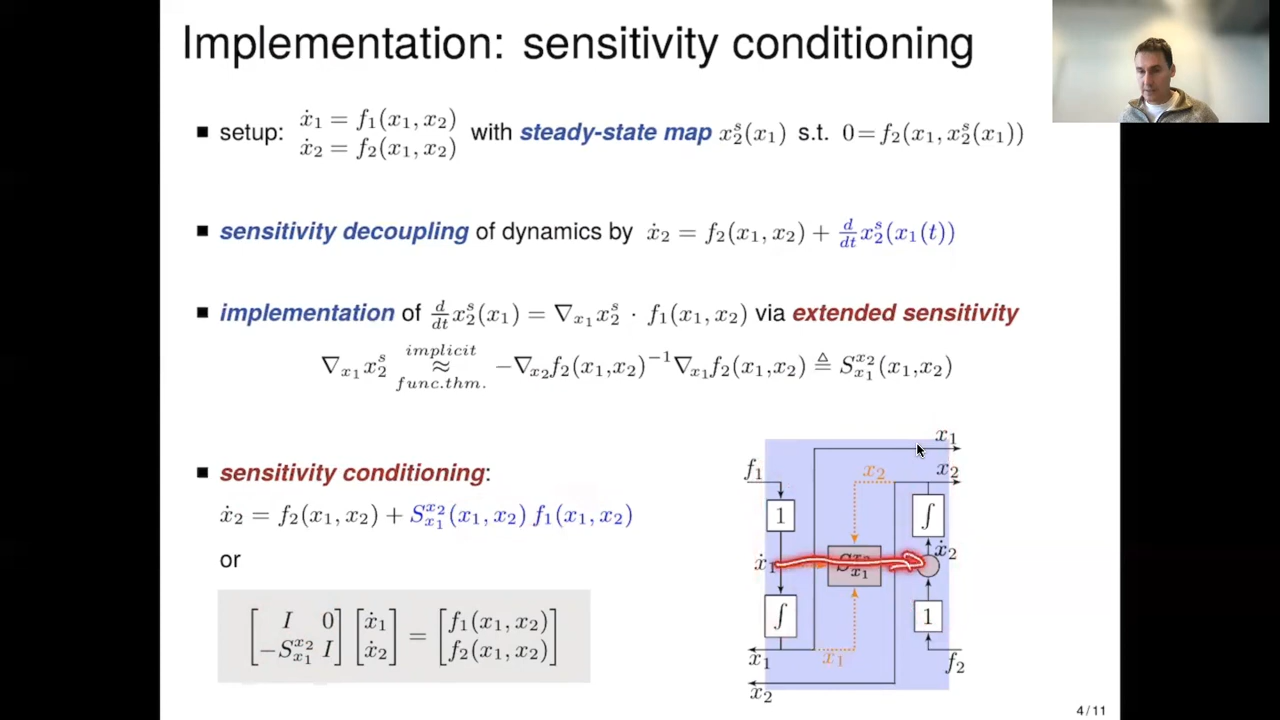 Implementation: sensitivity conditioning
■ setup: ẋ₁ = f₁(x₁, x₂) with steady-state map x₂ˢ(x₁) s.t. 0=f₂(x₁, x₂ˢ(x₁))
ẋ₂ = f₂(x₁, x₂)
■ sensitivity decoupling of dynamics by ẋ₂ = f₂(x₁, x₂) + d/dt x₂ˢ(x₁(t))
■ implementation of d/dt x₂ˢ(x₁) = ∇ₓ₁x₂ˢ · f₁(x₁, x₂) via extended sensitivity
∇ₓ₁x₂ˢ implicit ≈ func.thm. −∇ₓ₂f₂(x₁,x₂)⁻¹∇ₓ₁f₂(x₁,x₂) ≜ Sₓ₁ˣ²(x₁,x₂)
■ sensitivity conditioning:
ẋ₂ = f₂(x₁, x₂) + Sₓ₁ˣ²(x₁, x₂) f₁(x₁, x₂)
or
[I 0] [ẋ₁] = [f₁(x₁, x₂)]
[−Sₓ₁ˣ² I] [ẋ₂] [f₂(x₁, x₂)]
x₁
f₁ x₂ x₂
1 ∫
ẋ₁ Sₓ₁ˣ² ẋ₂
∫ 1
x₁ x₁ f₂
x₂
4 / 11